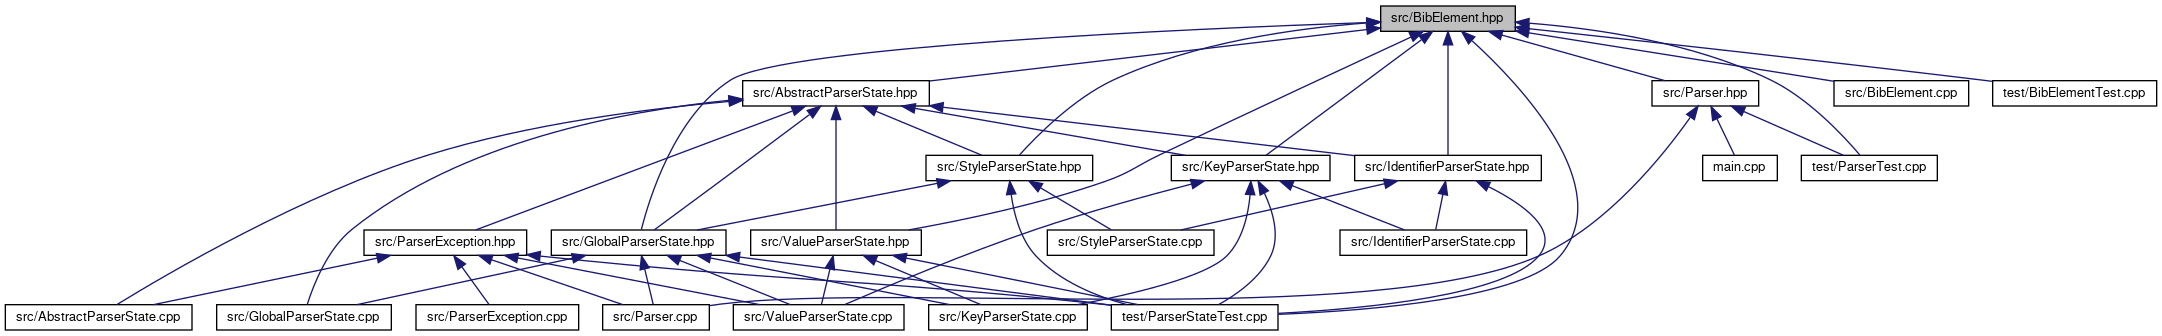 src/BibElement.hpp
src/AbstractParserState.hpp
src/Parser.hpp
src/BibElement.cpp
test/BibElementTest.cpp
src/StyleParserState.hpp
src/KeyParserState.hpp
src/IdentifierParserState.hpp
main.cpp
test/ParserTest.cpp
src/ParserException.hpp
src/GlobalParserState.hpp
src/ValueParserState.hpp
src/StyleParserState.cpp
src/IdentifierParserState.cpp
src/AbstractParserState.cpp
src/GlobalParserState.cpp
src/ParserException.cpp
src/Parser.cpp
src/ValueParserState.cpp
src/KeyParserState.cpp
test/ParserStateTest.cpp